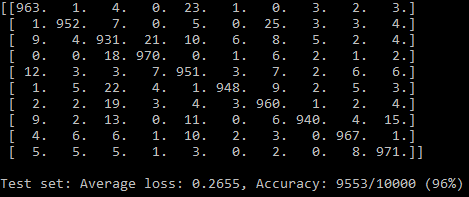 [[963. 1. 4. 0. 23. 1. 0. 3. 2. 3.]
[ 1. 952. 7. 0. 5. 0. 25. 3. 3. 4.]
[ 9. 4. 931. 21. 10. 6. 8. 5. 2. 4.]
[ 0. 0. 18. 970. 0. 1. 6. 2. 1. 2.]
[ 12. 3. 3. 7. 951. 3. 7. 2. 6. 6.]
[ 1. 5. 22. 4. 1. 948. 9. 2. 5. 3.]
[ 2. 2. 19. 3. 4. 3. 960. 1. 2. 4.]
[ 9. 2. 13. 0. 11. 0. 6. 940. 4. 15.]
[ 4. 6. 6. 1. 10. 2. 3. 0. 967. 1.]
[ 5. 5. 5. 1. 3. 0. 2. 0. 8. 971.]]
Test set: Average loss: 0.2655, Accuracy: 9553/10000 (96%)